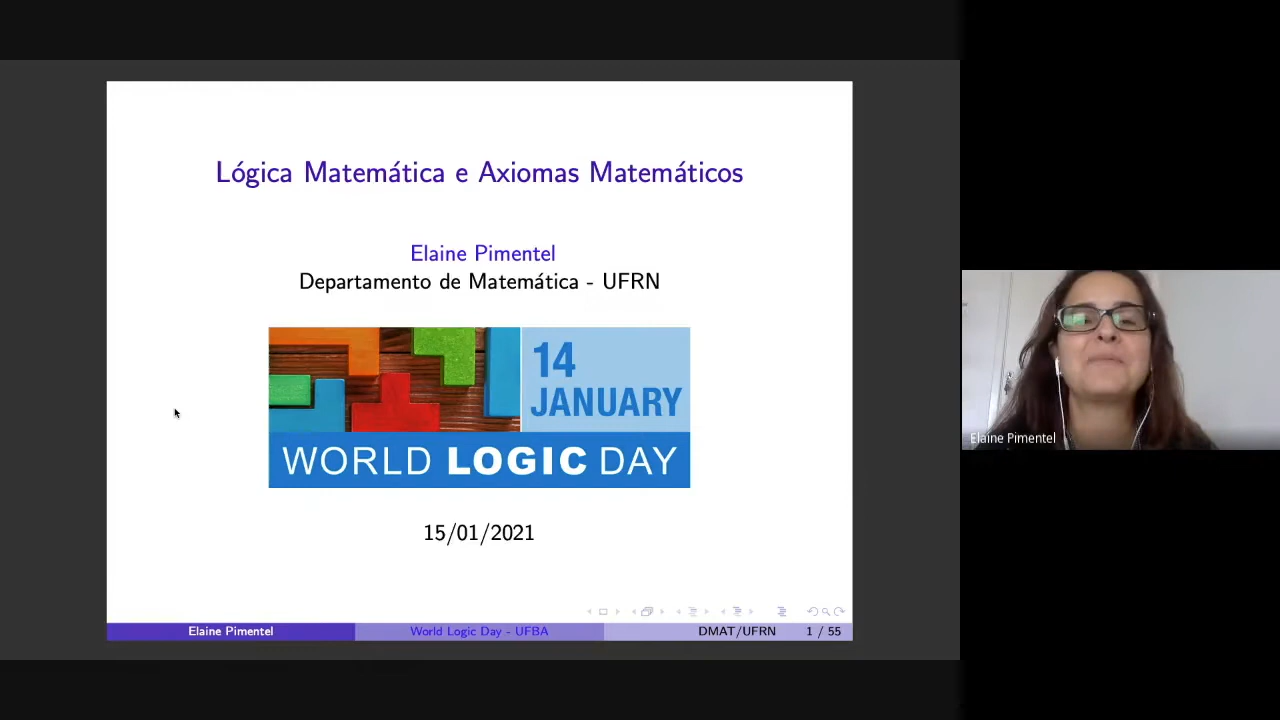 Lógica Matemática e Axiomas Matemáticos
Elaine Pimentel
Departamento de Matemática - UFRN
14
JANUARY
WORLD LOGIC DAY
15/01/2021
Elaine Pimentel
World Logic Day - UFBA
DMAT/UFRN
1 / 55
Elaine Pimentel